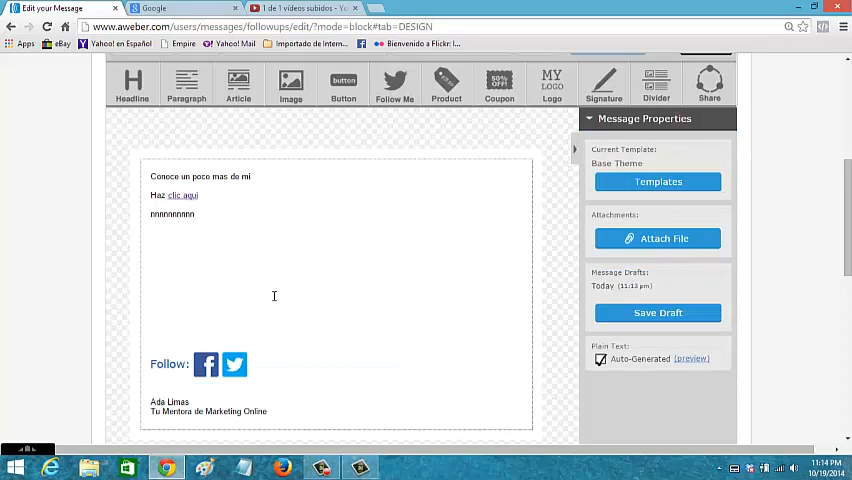 Edit your Message
Google
1 de 1 vídeos subidos - Yo
www.aweber.com/users/messages/followups/edit/?mode=block#tab=DESIGN
Apps
eBay
Yahoo! en Español
Empire
Yahoo! Mail
Importado de Intern...
Bienvenido a Flickr: l...
H
MY LOGO
button
50% OFF!
Headline
Paragraph
Article
Image
Button
Follow Me
Product
Coupon
Logo
Signature
Divider
Share
Message Properties
Current Template:
Base Theme
Templates
Attachments:
Attach File
Message Drafts:
Today (11:13 pm)
Save Draft
Plain Text:
Auto-Generated (preview)
Conoce un poco mas de mi
Haz clic aqui
nnnnnnnnnn
Follow:
Ada Limas
Tu Mentora de Marketing Online
11:14 PM
10/19/2014